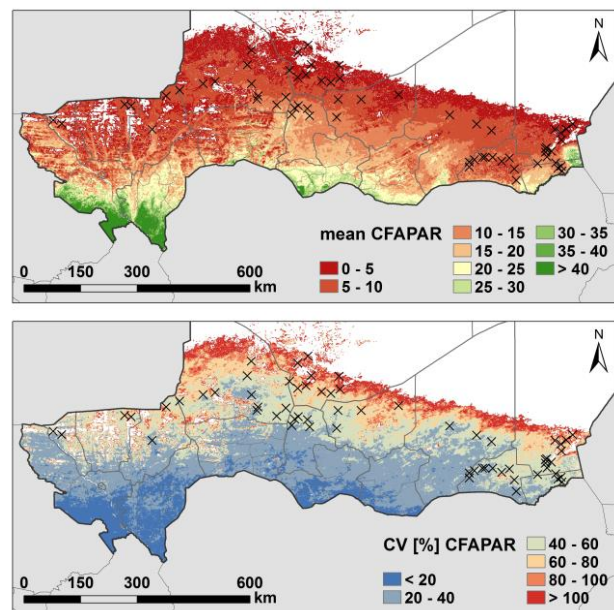 N
mean CFAPAR
0 - 5
5 - 10
10 - 15
15 - 20
20 - 25
25 - 30
30 - 35
35 - 40
> 40
0 150 300 600
km
N
CV [%] CFAPAR
< 20
20 - 40
40 - 60
60 - 80
80 - 100
> 100
0 150 300 600
km